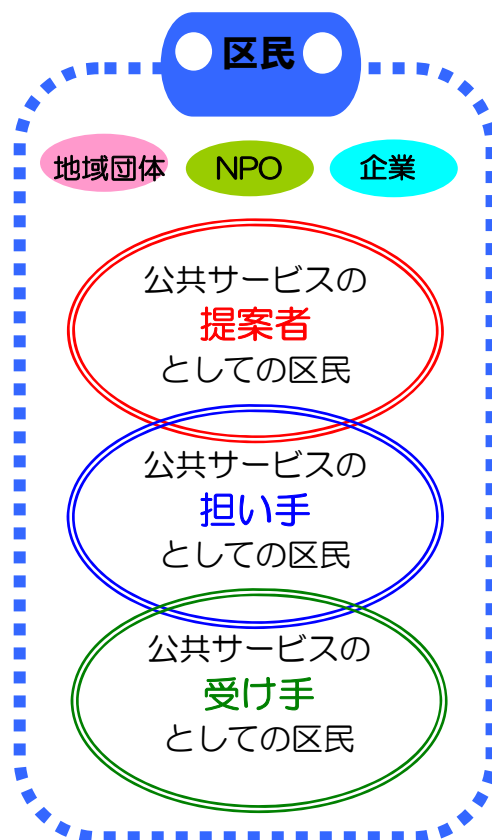 区民
地域団体
NPO
企業
公共サービスの
提案者
としての区民
公共サービスの
担い手
としての区民
公共サービスの
受け手
としての区民